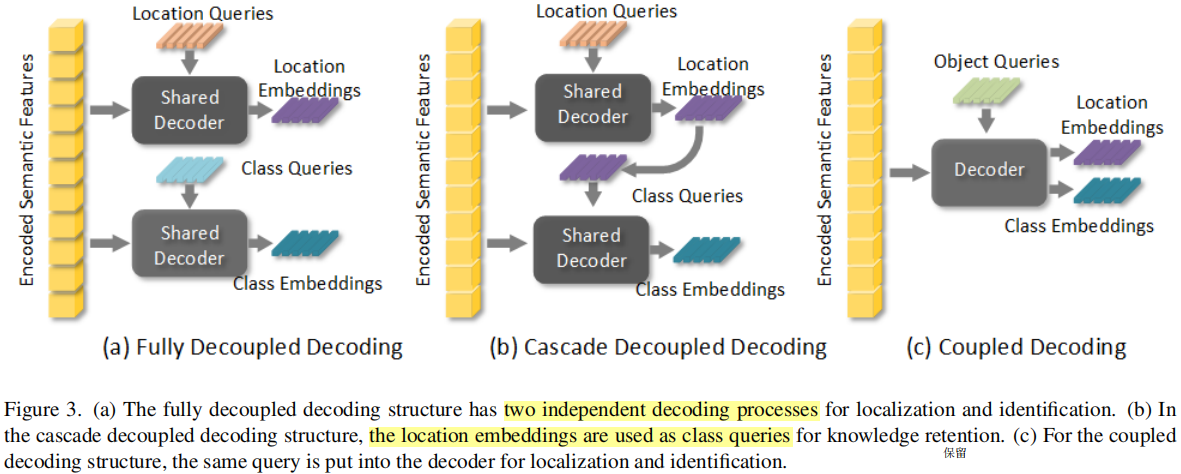 Location Queries
Encoded Semantic Features
Shared
Decoder
Location
Embeddings
Class Queries
Shared
Decoder
Class Embeddings
(a) Fully Decoupled Decoding
Location Queries
Encoded Semantic Features
Shared
Decoder
Location
Embeddings
Class Queries
Shared
Decoder
Class Embeddings
(b) Cascade Decoupled Decoding
Encoded Semantic Features
Object Queries
Decoder
Location
Embeddings
Class Embeddings
(c) Coupled Decoding
Figure 3. (a) The fully decoupled decoding structure has two independent decoding processes for localization and identification. (b) In
the cascade decoupled decoding structure, the location embeddings are used as class queries for knowledge retention. (c) For the coupled
保留
decoding structure, the same query is put into the decoder for localization and identification.